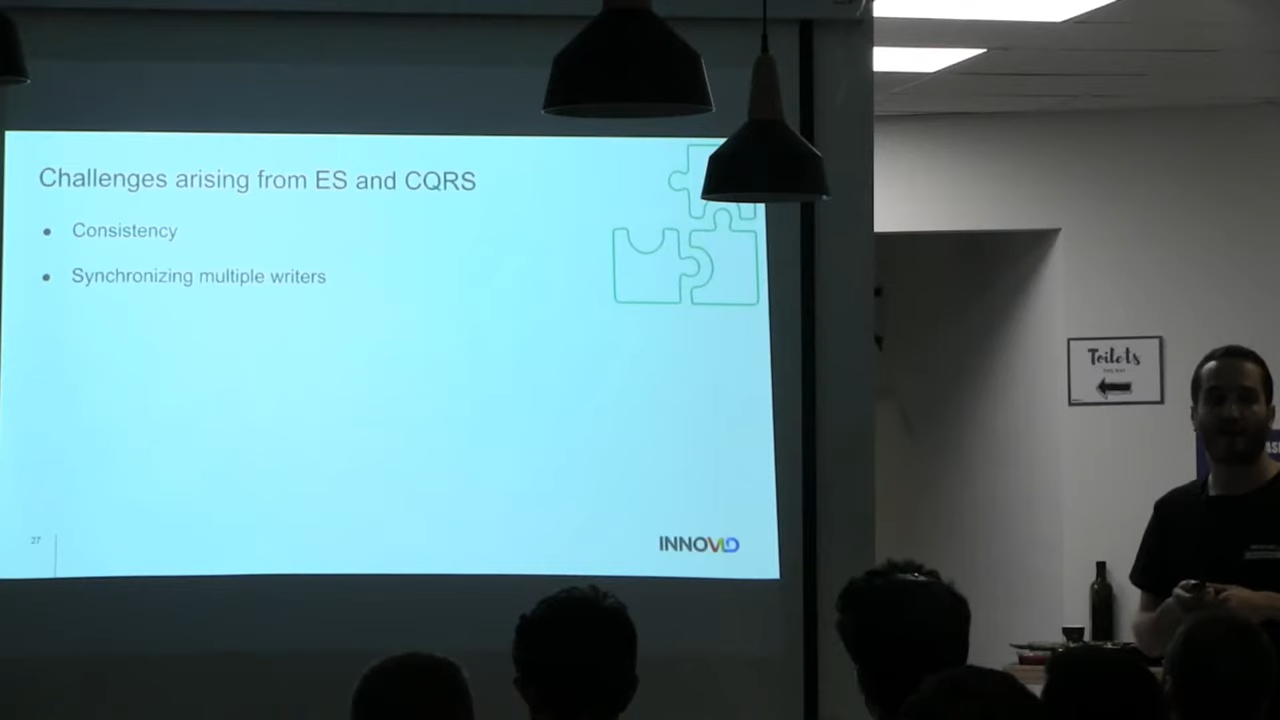 Challenges arising from ES and CQRS
• Consistency
• Synchronizing multiple writers
27
INNOVID
Toilets